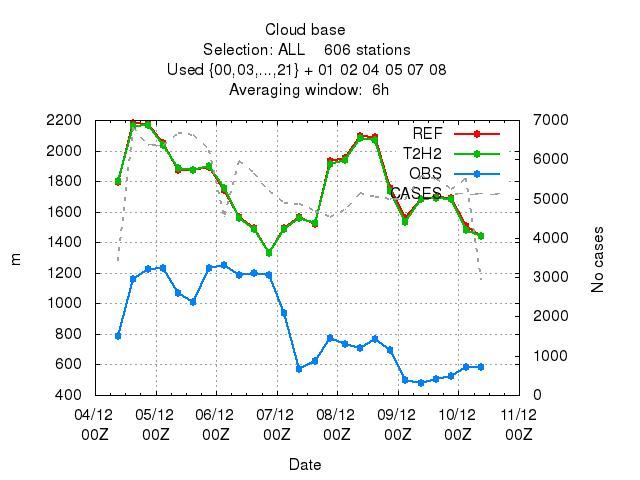 Cloud base
Selection: ALL 606 stations
Used {00,03,...,21} + 01 02 04 05 07 08
Averaging window: 6h
2200
2000
1800
1600
1400
1200
1000
800
600
400
m
7000
6000
5000
4000
3000
2000
1000
0
No cases
REF
T2H2
OBS
CASES
04/12 05/12 06/12 07/12 08/12 09/12 10/12 11/12
00Z 00Z 00Z 00Z 00Z 00Z 00Z 00Z
Date